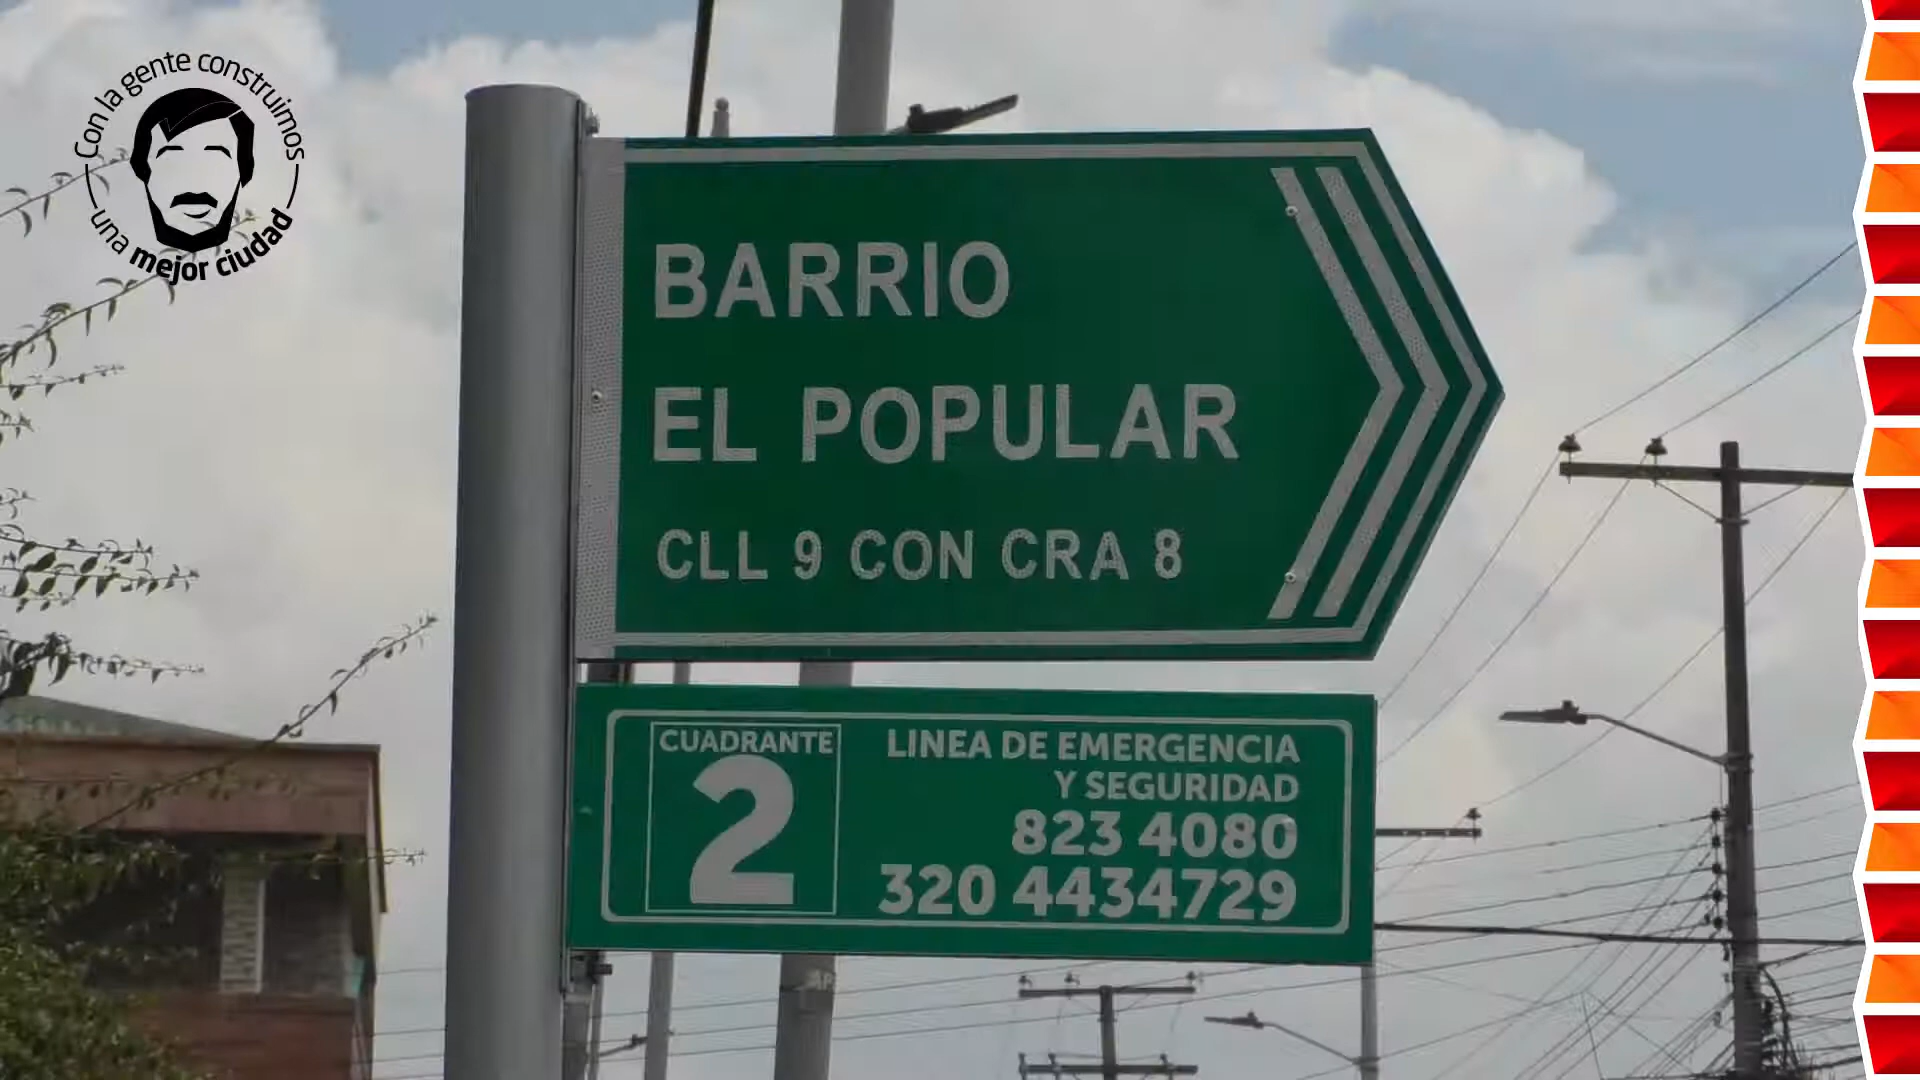 Con la gente construimos
una mejor ciudad
BARRIO
EL POPULAR
CLL 9 CON CRA 8
CUADRANTE
2
LINEA DE EMERGENCIA
Y SEGURIDAD
823 4080
320 4434729